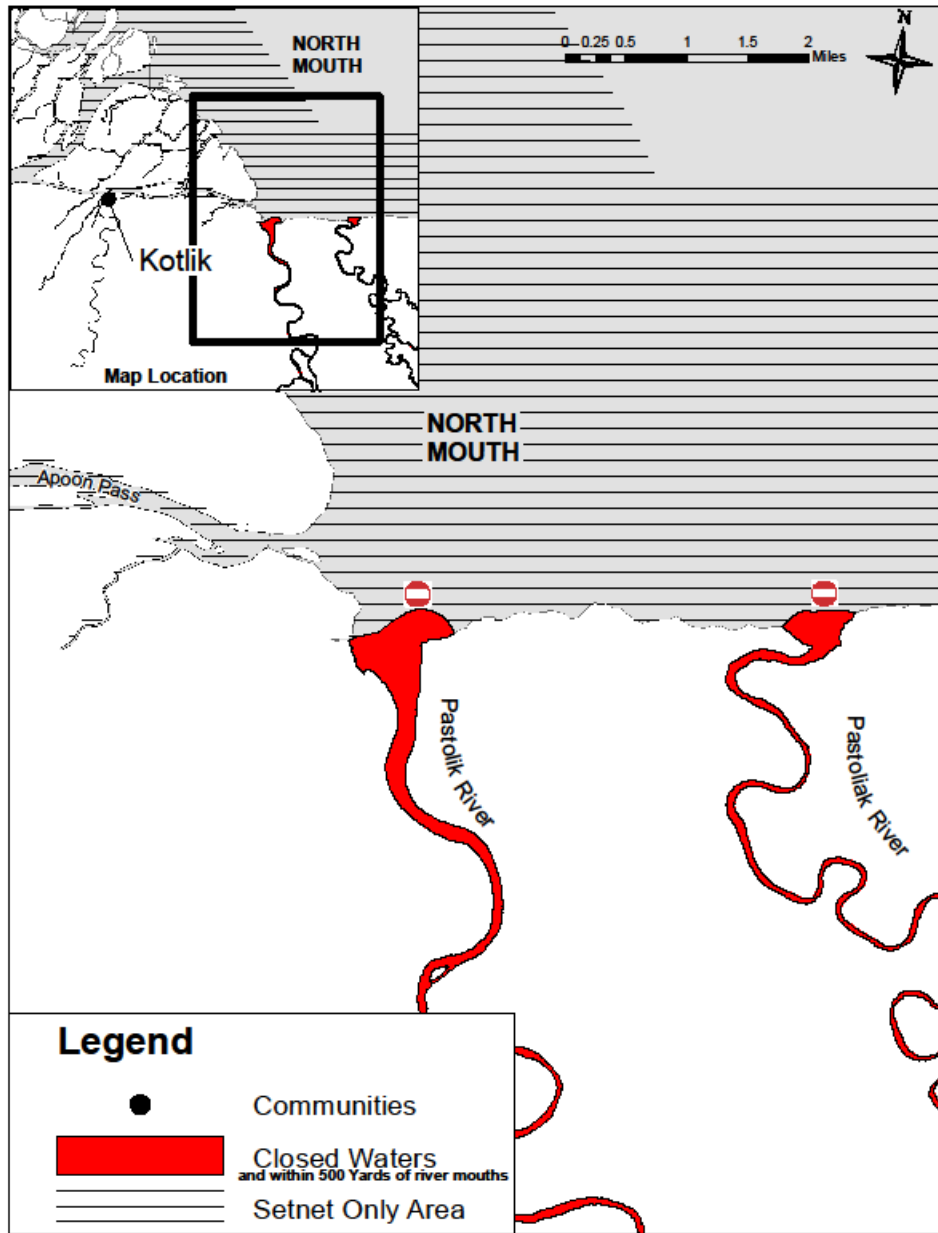 NORTH
MOUTH
Kotlik
Map Location
N
0 0.25 0.5 1 1.5 2
Miles
NORTH
MOUTH
Apoon Pass
Pastolik River
Pastoliak River
Legend
Communities
Closed Waters
and within 500 Yards of river mouths
Setnet Only Area